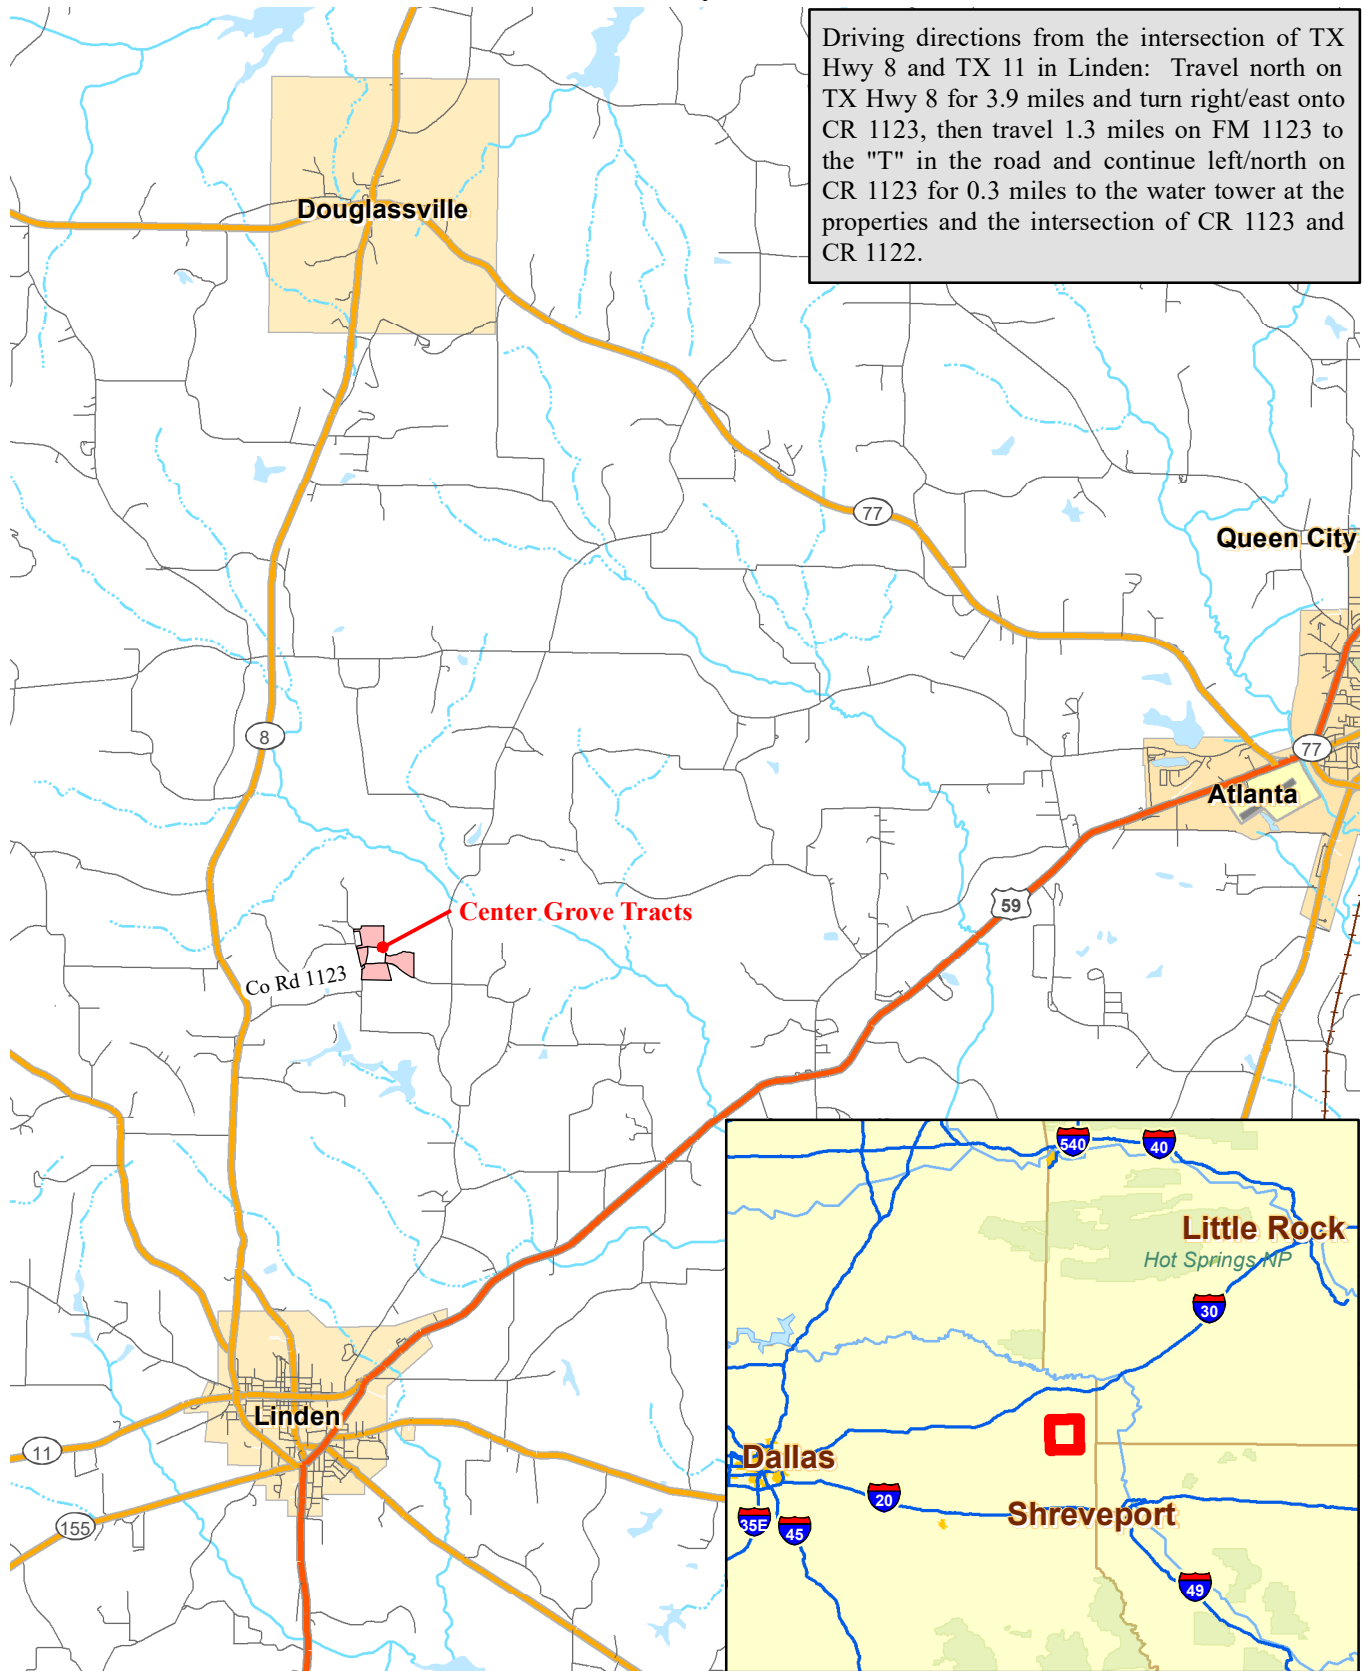 Driving directions from the intersection of TX
Hwy 8 and TX 11 in Linden: Travel north on
TX Hwy 8 for 3.9 miles and turn right/east onto
CR 1123, then travel 1.3 miles on FM 1123 to
the "T" in the road and continue left/north on
CR 1123 for 0.3 miles to the water tower at the
properties and the intersection of CR 1123 and
CR 1122.
Douglassville
77
Queen City
8
77
Atlanta
59
Center Grove Tracts
Co Rd 1123
Linden
11
155
540
40
Little Rock
Hot Springs NP
30
Dallas
20
Shreveport
35E
45
49